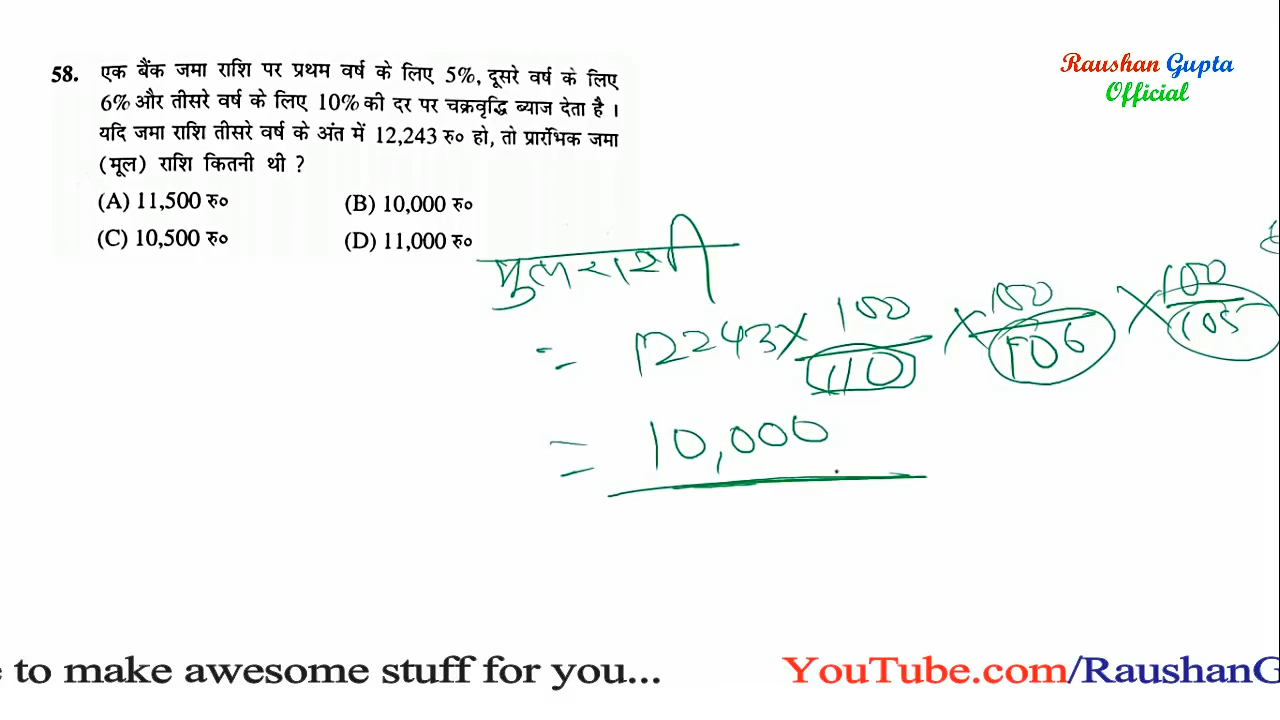 58. एक बैंक जमा राशि पर प्रथम वर्ष के लिए 5%, दूसरे वर्ष के लिए
6% और तीसरे वर्ष के लिए 10% की दर पर चक्रवृद्धि ब्याज देता है ।
यदि जमा राशि तीसरे वर्ष के अंत में 12,243 रु० हो, तो प्रारंभिक जमा
(मूल) राशि कितनी थी ?
(A) 11,500 रु० (B) 10,000 रु०
(C) 10,500 रु० (D) 11,000 रु०
Raushan Gupta
Official
मुलराशी
= 12243 × 100/110 × 100/106 × 100/105
= 10,000
to make awesome stuff for you... YouTube.com/RaushanG